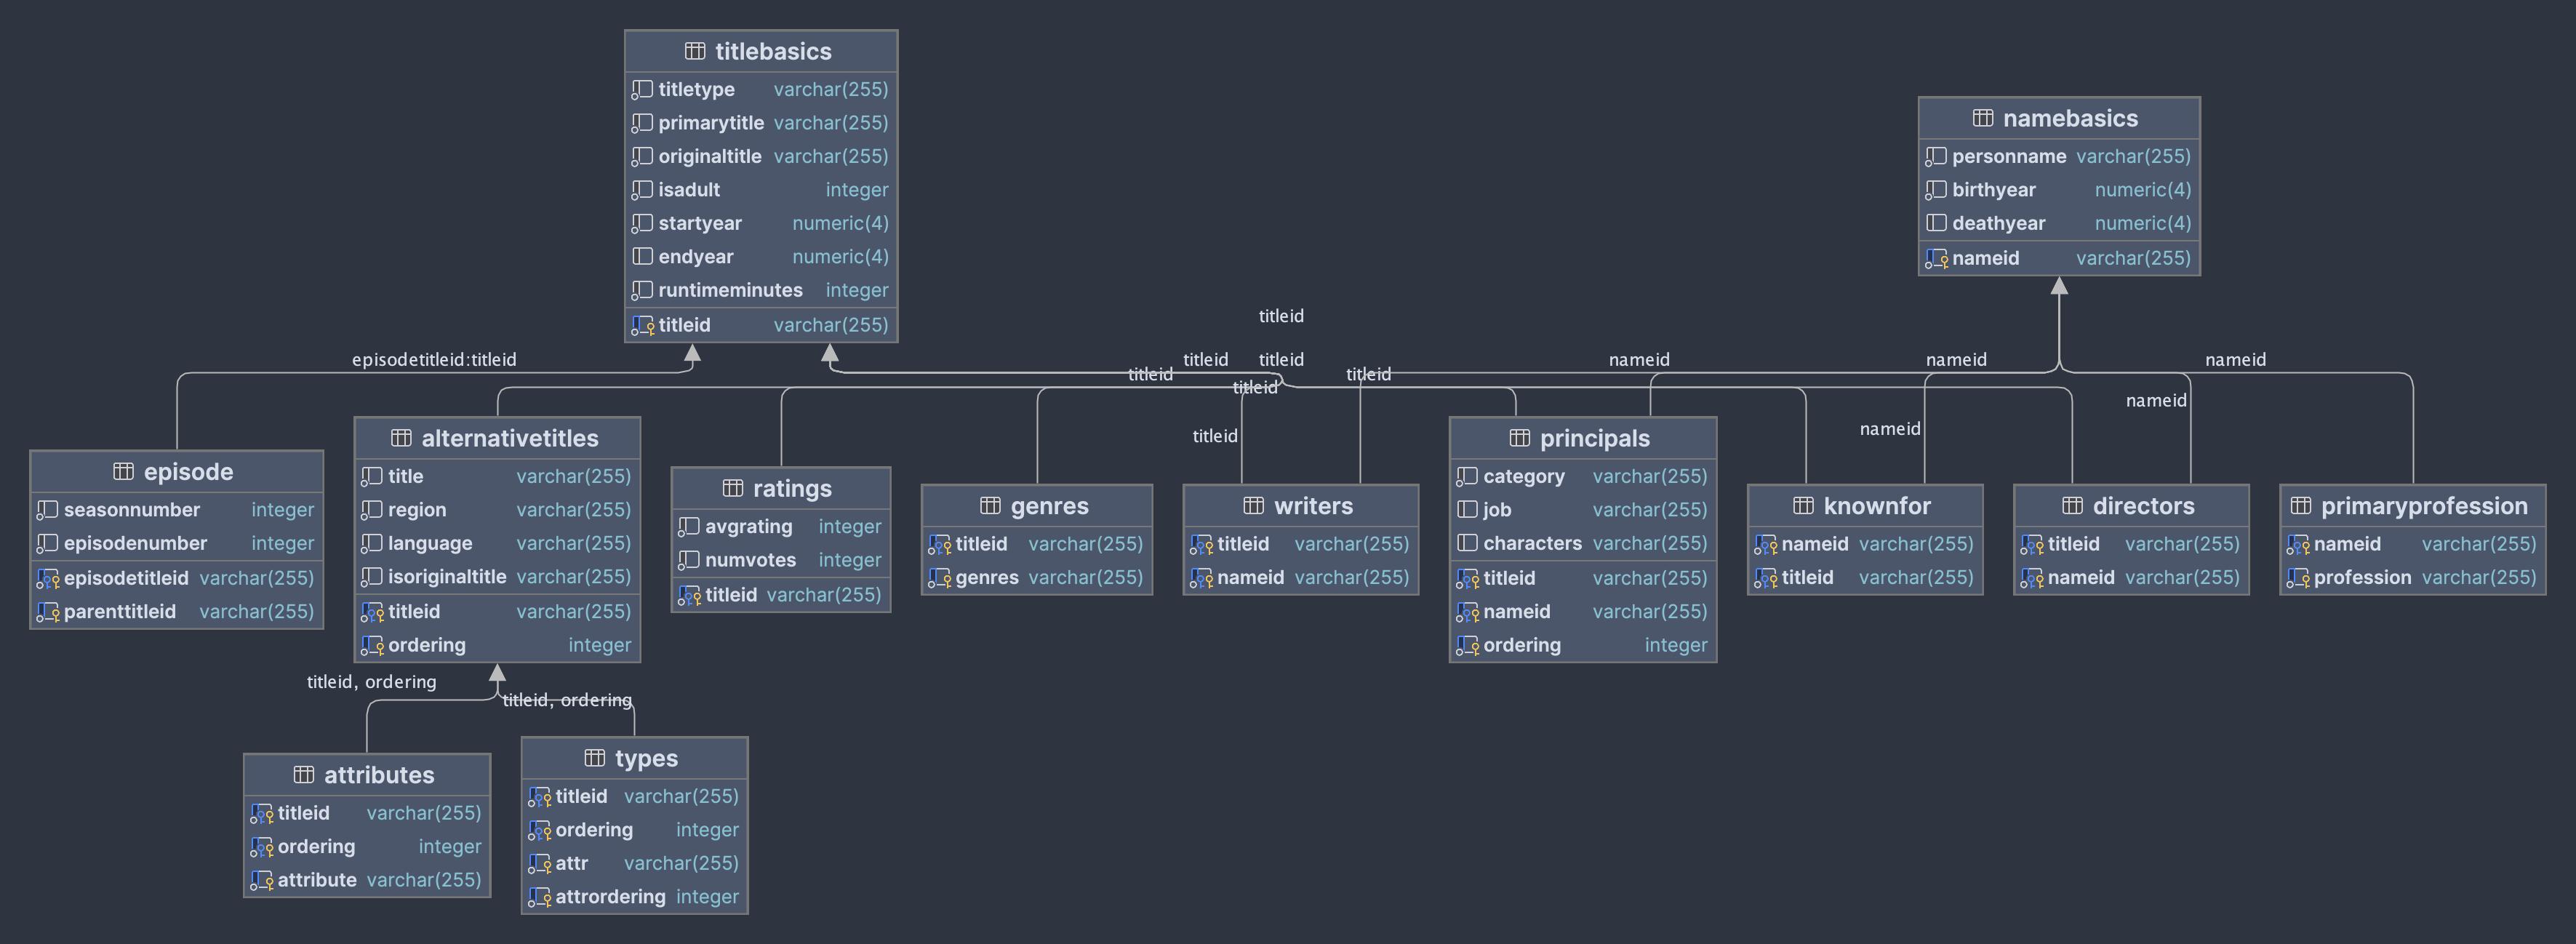 titlebasics
titletype varchar(255)
primarytitle varchar(255)
originaltitle varchar(255)
isadult integer
startyear numeric(4)
endyear numeric(4)
runtimeminutes integer
titleid varchar(255)
namebasics
personname varchar(255)
birthyear numeric(4)
deathyear numeric(4)
nameid varchar(255)
titleid
episodetitleid:titleid
titleid
titleid
nameid
nameid
nameid
titleid
titleid
titleid
nameid
titleid
nameid
episode
seasonnumber integer
episodenumber integer
episodetitleid varchar(255)
parenttitleid varchar(255)
alternativetitles
title varchar(255)
region varchar(255)
language varchar(255)
isoriginaltitle varchar(255)
titleid varchar(255)
ordering integer
ratings
avgrating integer
numvotes integer
titleid varchar(255)
genres
titleid varchar(255)
genres varchar(255)
writers
titleid varchar(255)
nameid varchar(255)
principals
category varchar(255)
job varchar(255)
characters varchar(255)
titleid varchar(255)
nameid varchar(255)
ordering integer
knownfor
nameid varchar(255)
titleid varchar(255)
directors
titleid varchar(255)
nameid varchar(255)
primaryprofession
nameid varchar(255)
profession varchar(255)
titleid, ordering
titleid, ordering
attributes
titleid varchar(255)
ordering integer
attribute varchar(255)
types
titleid varchar(255)
ordering integer
attr varchar(255)
attrordering integer